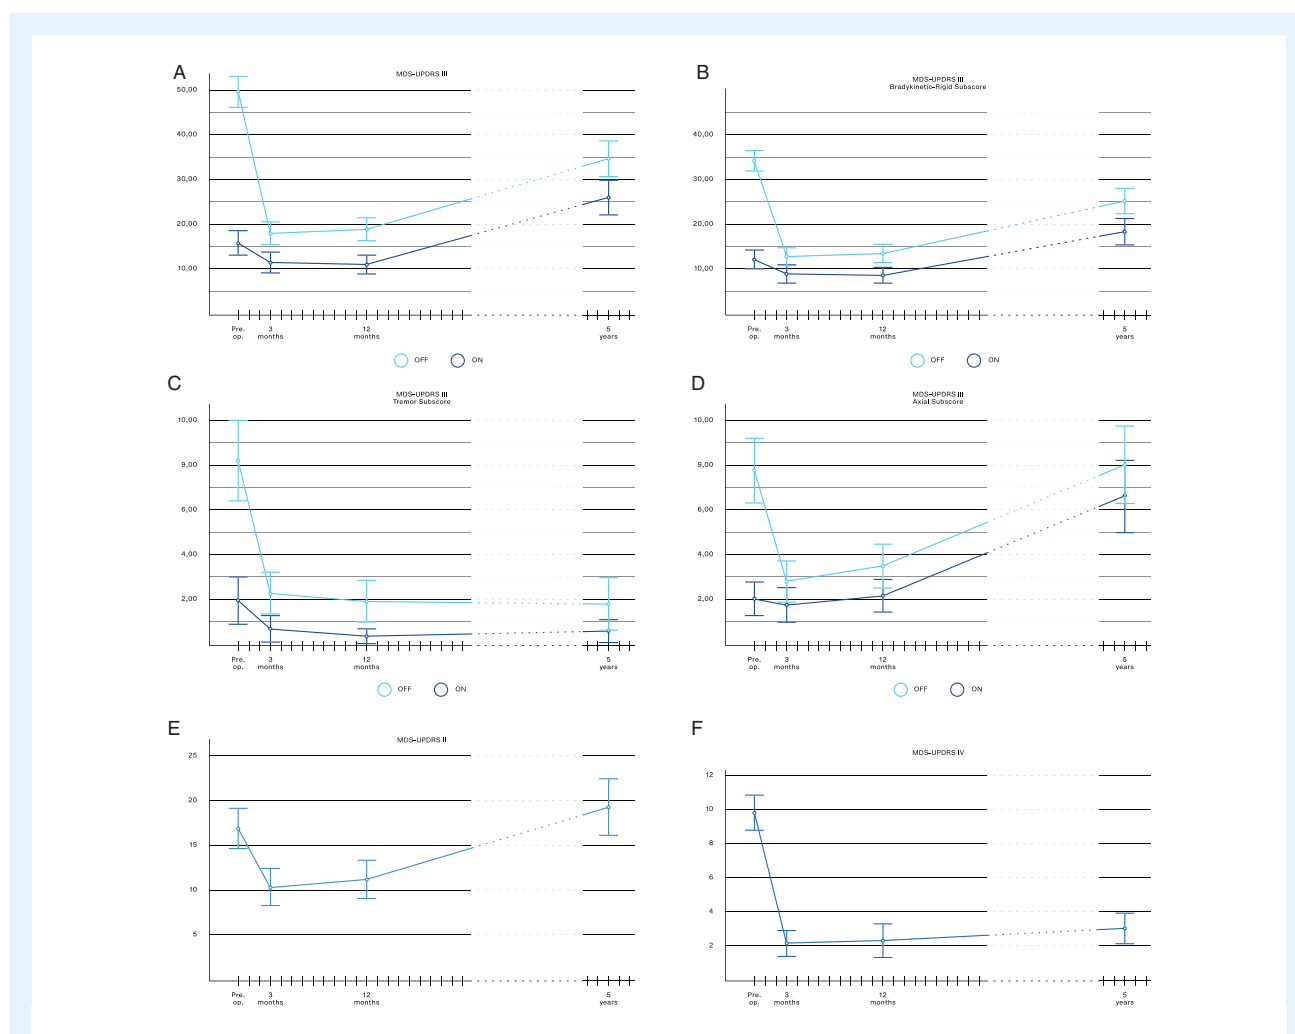 A
MDS-UPDRS III
50,00
40,00
30,00
20,00
10,00
Pre. op.
3 months
12 months
5 years
OFF
ON
B
MDS-UPDRS III
Bradykinetic-Rigid Subscore
40,00
30,00
20,00
10,00
Pre. op.
3 months
12 months
5 years
OFF
ON
C
MDS-UPDRS III
Tremor Subscore
10,00
9,00
6,00
4,00
2,00
Pre. op.
3 months
12 months
5 years
OFF
ON
D
MDS-UPDRS III
Axial Subscore
10,00
9,00
6,00
4,00
2,00
Pre. op.
3 months
12 months
5 years
OFF
ON
E
MDS-UPDRS II
25
20
15
10
5
Pre. op.
3 months
12 months
5 years
F
MDS-UPDRS IV
12
10
8
6
4
2
Pre. op.
3 months
12 months
5 years